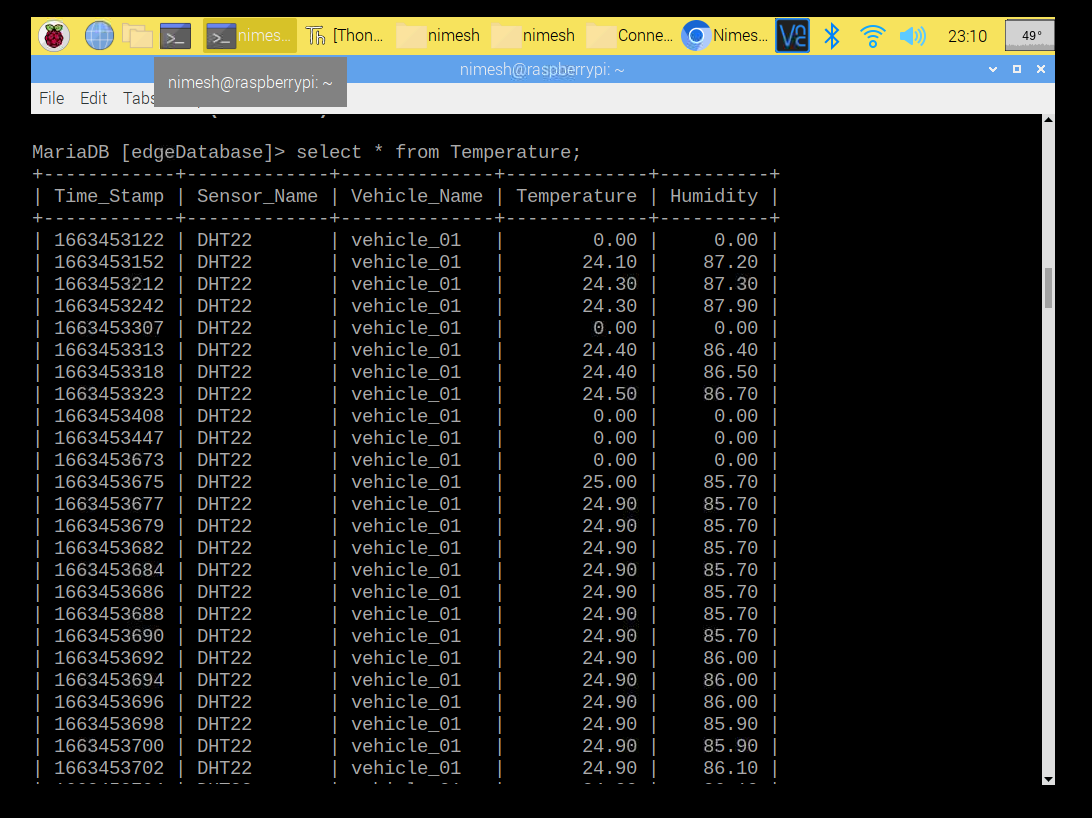 nimes... [Thon... nimesh nimesh Conne... Nimes... 23:10 49°
nimesh@raspberrypi: ~
nimesh@raspberrypi: ~
File Edit Tabs
MariaDB [edgeDatabase]> select * from Temperature;
+------------+-------------+--------------+-------------+----------+
| Time_Stamp | Sensor_Name | Vehicle_Name | Temperature | Humidity |
+------------+-------------+--------------+-------------+----------+
| 1663453122 | DHT22       | vehicle_01   |        0.00 |     0.00 |
| 1663453152 | DHT22       | vehicle_01   |       24.10 |    87.20 |
| 1663453212 | DHT22       | vehicle_01   |       24.30 |    87.30 |
| 1663453242 | DHT22       | vehicle_01   |       24.30 |    87.90 |
| 1663453307 | DHT22       | vehicle_01   |        0.00 |     0.00 |
| 1663453313 | DHT22       | vehicle_01   |       24.40 |    86.40 |
| 1663453318 | DHT22       | vehicle_01   |       24.40 |    86.50 |
| 1663453323 | DHT22       | vehicle_01   |       24.50 |    86.70 |
| 1663453408 | DHT22       | vehicle_01   |        0.00 |     0.00 |
| 1663453447 | DHT22       | vehicle_01   |        0.00 |     0.00 |
| 1663453673 | DHT22       | vehicle_01   |        0.00 |     0.00 |
| 1663453675 | DHT22       | vehicle_01   |       25.00 |    85.70 |
| 1663453677 | DHT22       | vehicle_01   |       24.90 |    85.70 |
| 1663453679 | DHT22       | vehicle_01   |       24.90 |    85.70 |
| 1663453682 | DHT22       | vehicle_01   |       24.90 |    85.70 |
| 1663453684 | DHT22       | vehicle_01   |       24.90 |    85.70 |
| 1663453686 | DHT22       | vehicle_01   |       24.90 |    85.70 |
| 1663453688 | DHT22       | vehicle_01   |       24.90 |    85.70 |
| 1663453690 | DHT22       | vehicle_01   |       24.90 |    85.70 |
| 1663453692 | DHT22       | vehicle_01   |       24.90 |    86.00 |
| 1663453694 | DHT22       | vehicle_01   |       24.90 |    86.00 |
| 1663453696 | DHT22       | vehicle_01   |       24.90 |    86.00 |
| 1663453698 | DHT22       | vehicle_01   |       24.90 |    85.90 |
| 1663453700 | DHT22       | vehicle_01   |       24.90 |    85.90 |
| 1663453702 | DHT22       | vehicle_01   |       24.90 |    86.10 |